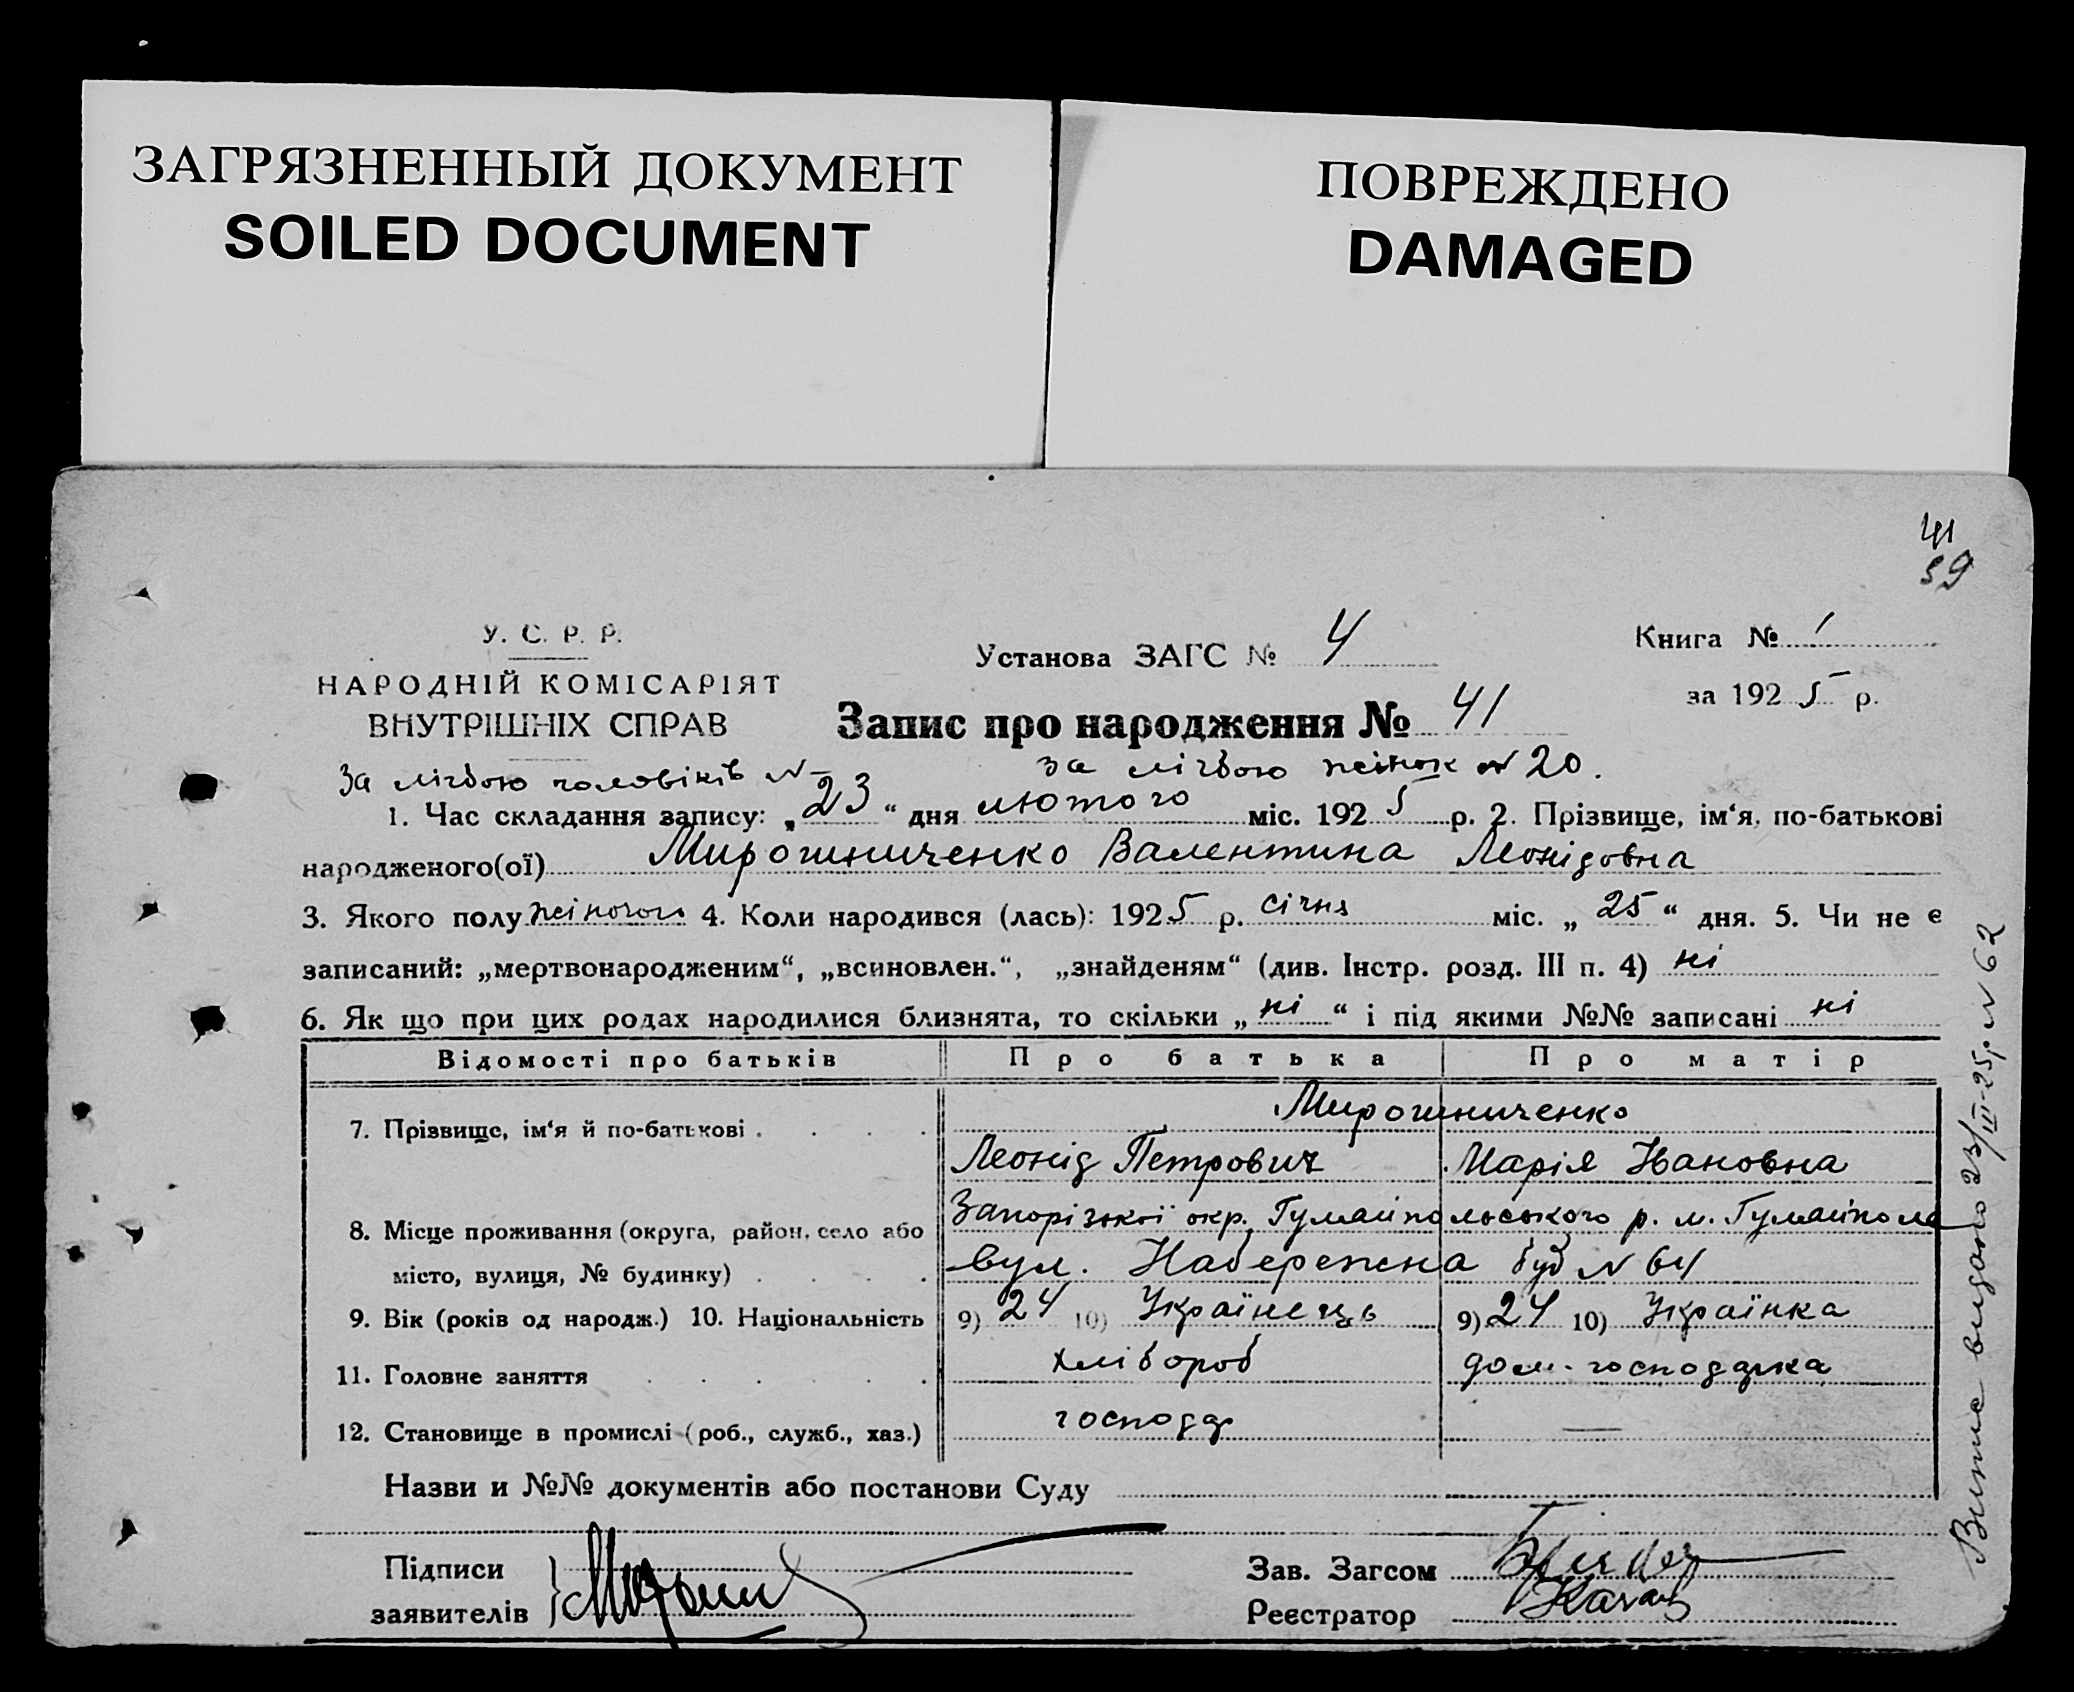 ЗАГРЯЗНЕННЫЙ ДОКУМЕНТ
SOILED DOCUMENT
ПОВРЕЖДЕНО
DAMAGED
41
39
У. С. Р. Р.
НАРОДНІЙ КОМІСАРІЯТ
ВНУТРІШНІХ СПРАВ
Установа ЗАГС № 4
Книга № 1
за 1925 р.
Запис про народження № 41
За лічбою чоловіків N –
за лічбою жінок N 20.
1. Час складання запису: „23“ дня лютого міс. 1925 р. 2. Прізвище, ім‘я, по-батькові
народженого(ої) Мирошниченко Валентина Леонідовна
3. Якого полу жіночого 4. Коли народився (лась): 1925 р. січня міс. „25“ дня. 5. Чи не є
записаний: „мертвонародженим“, „всиновлен.“, „знайденям“ (див. Інстр. розд. III п. 4) ні
6. Як що при цих родах народилися близнята, то скільки „ні“ і під якими №№ записані ні
Відомості про батьків Про батька Про матір
7. Прізвище, ім‘я й по-батькові . . . . Мирошниченко
Леонід Петрович Марія Івановна
8. Місце проживання (округа, район, село або Запорізької окр. Гуляйпольського р. м. Гуляйполе
місто, вулиця, № будинку) . . . . вул. Набережна буд N 64
9. Вік (років од народж.) 10. Національність 9) 24 10) Українець 9) 24 10) Українка
11. Головне заняття . . . . . . хлібороб дом. господарка
12. Становище в промислі (роб., служб., хаз.) господар —
Назви и №№ документів або постанови Суду
Підписи
заявителів
Зав. Загсом
Реєстратор
Випис видано 23/III-25р. N 62